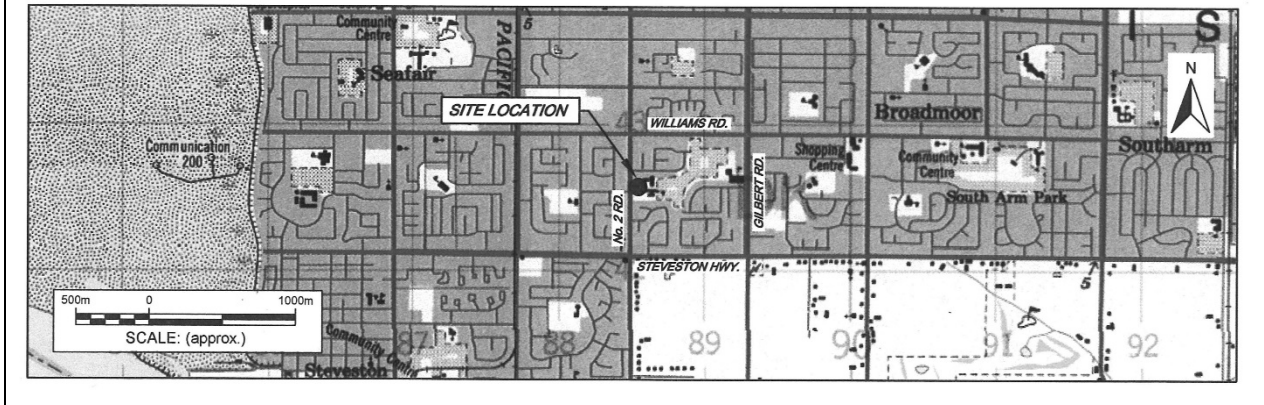 Community
Centre
5
PACIFIC
I
S
N
Seafair
SITE LOCATION
43
WILLIAMS RD.
Broadmoor
Communication
200
Shopping
Centre
Community
Centre
Southarm
No. 2 RD.
GILBERT RD.
South Arm Park
STEVESTON HWY.
5
500m
0
1000m
SCALE: (approx.)
Community Centre
87
88
89
90
91
92
Steveston